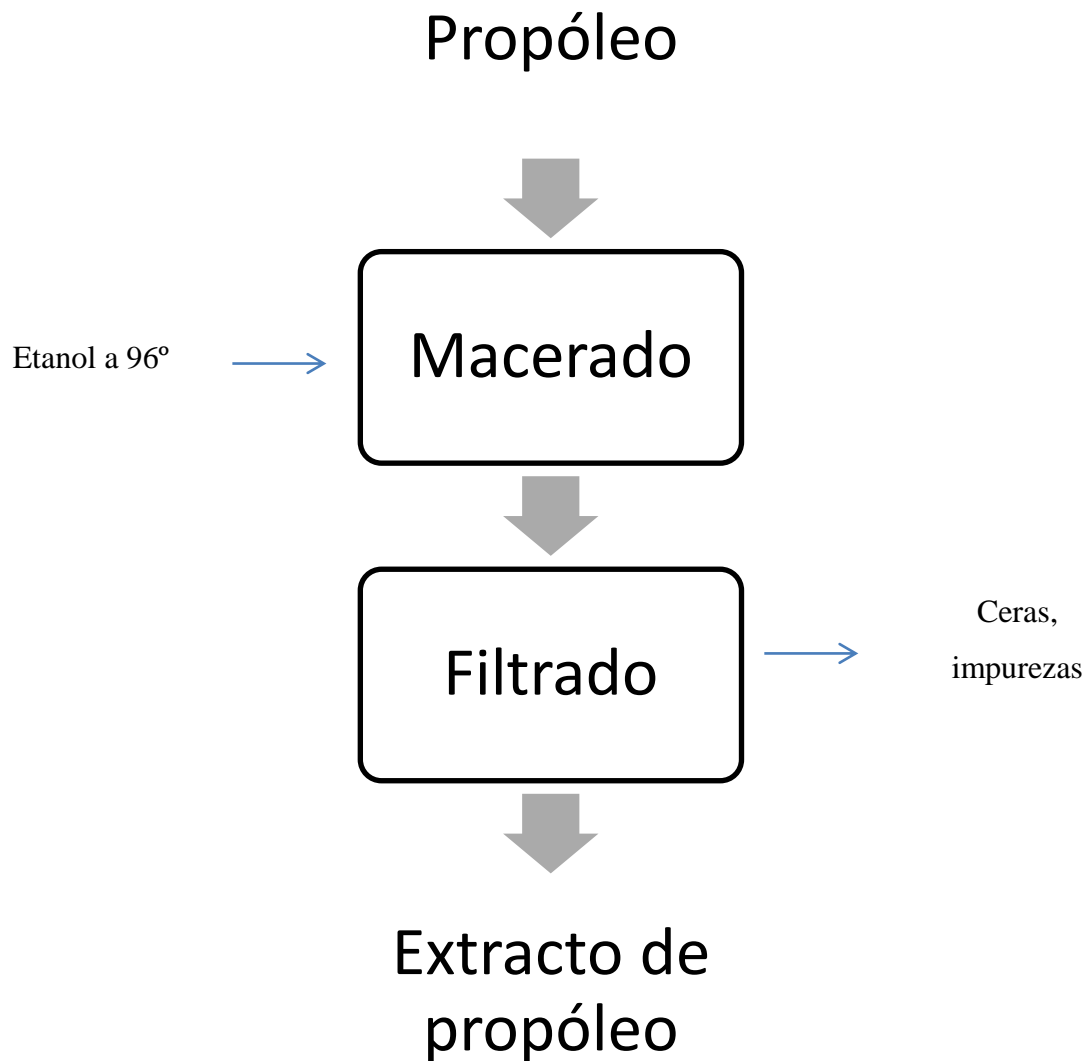 Propóleo
Etanol a 96º
Macerado
Filtrado
Ceras,
impurezas
Extracto de
propóleo